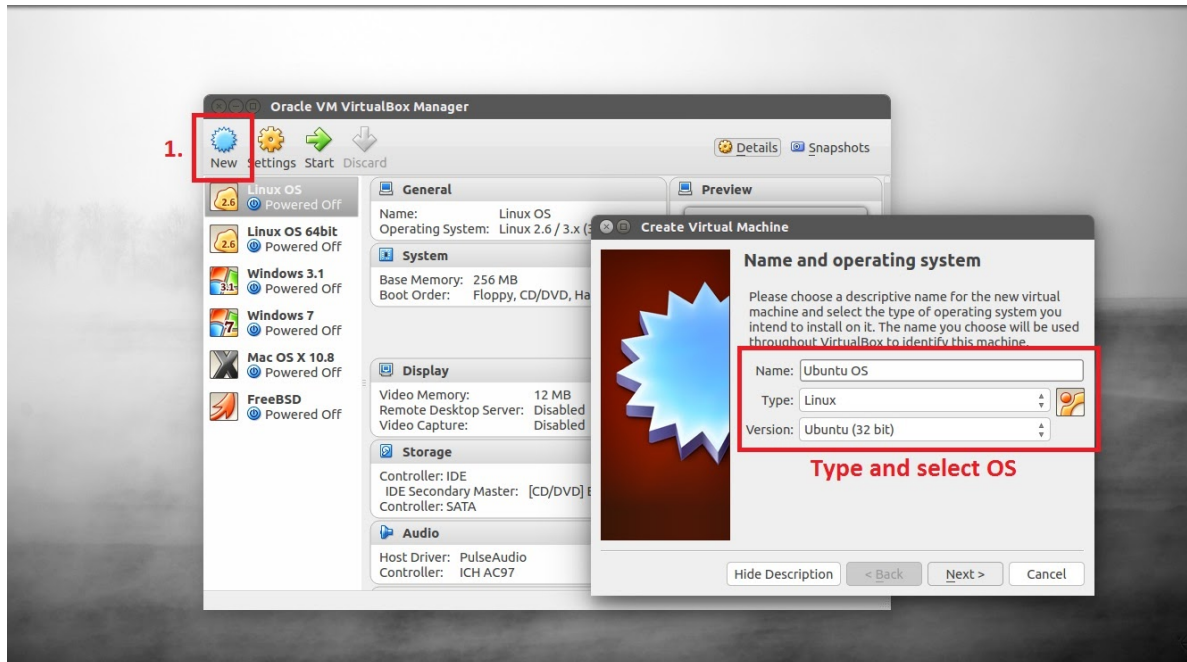 Oracle VM VirtualBox Manager
1.
New Settings Start Discard
Details Snapshots
Linux OS
Powered Off
Linux OS 64bit
Powered Off
Windows 3.1
Powered Off
Windows 7
Powered Off
Mac OS X 10.8
Powered Off
FreeBSD
Powered Off
General
Name: Linux OS
Operating System: Linux 2.6 / 3.x (3
System
Base Memory: 256 MB
Boot Order: Floppy, CD/DVD, Ha
Display
Video Memory: 12 MB
Remote Desktop Server: Disabled
Video Capture: Disabled
Storage
Controller: IDE
IDE Secondary Master: [CD/DVD]
Controller: SATA
Audio
Host Driver: PulseAudio
Controller: ICH AC97
Preview
Create Virtual Machine
Name and operating system
Please choose a descriptive name for the new virtual
machine and select the type of operating system you
intend to install on it. The name you choose will be used
throughout VirtualBox to identify this machine.
Name: Ubuntu OS
Type: Linux
Version: Ubuntu (32 bit)
Type and select OS
Hide Description < Back Next > Cancel